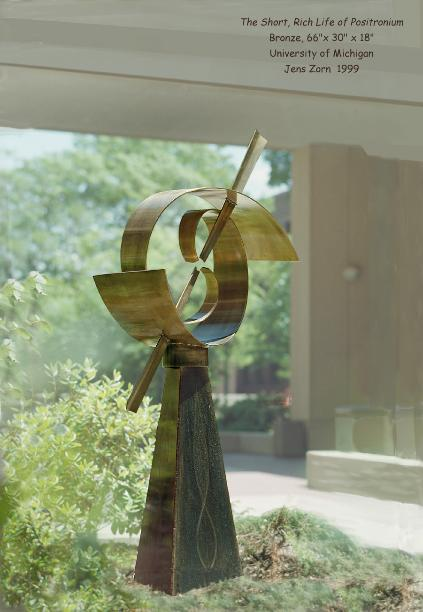 The Short, Rich Life of Positronium
Bronze, 66"x 30" x 18"
University of Michigan
Jens Zorn 1999